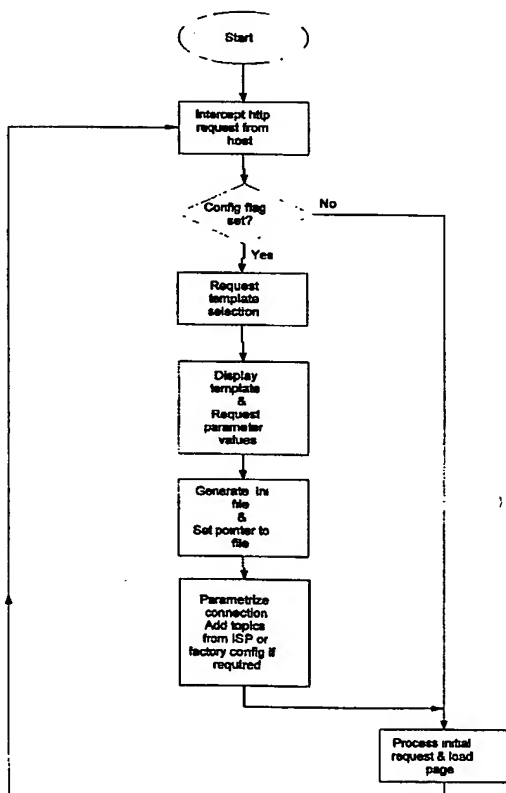 Start
Intercept http
request from
host
Config flag
set?
No
Yes
Request
template
selection
Display
template
&
Request
parameter
values
Generate ini
file
&
Set pointer to
file
Parametrize
connection
Add topics
from ISP or
factory config if
required
Process initial
request & load
page